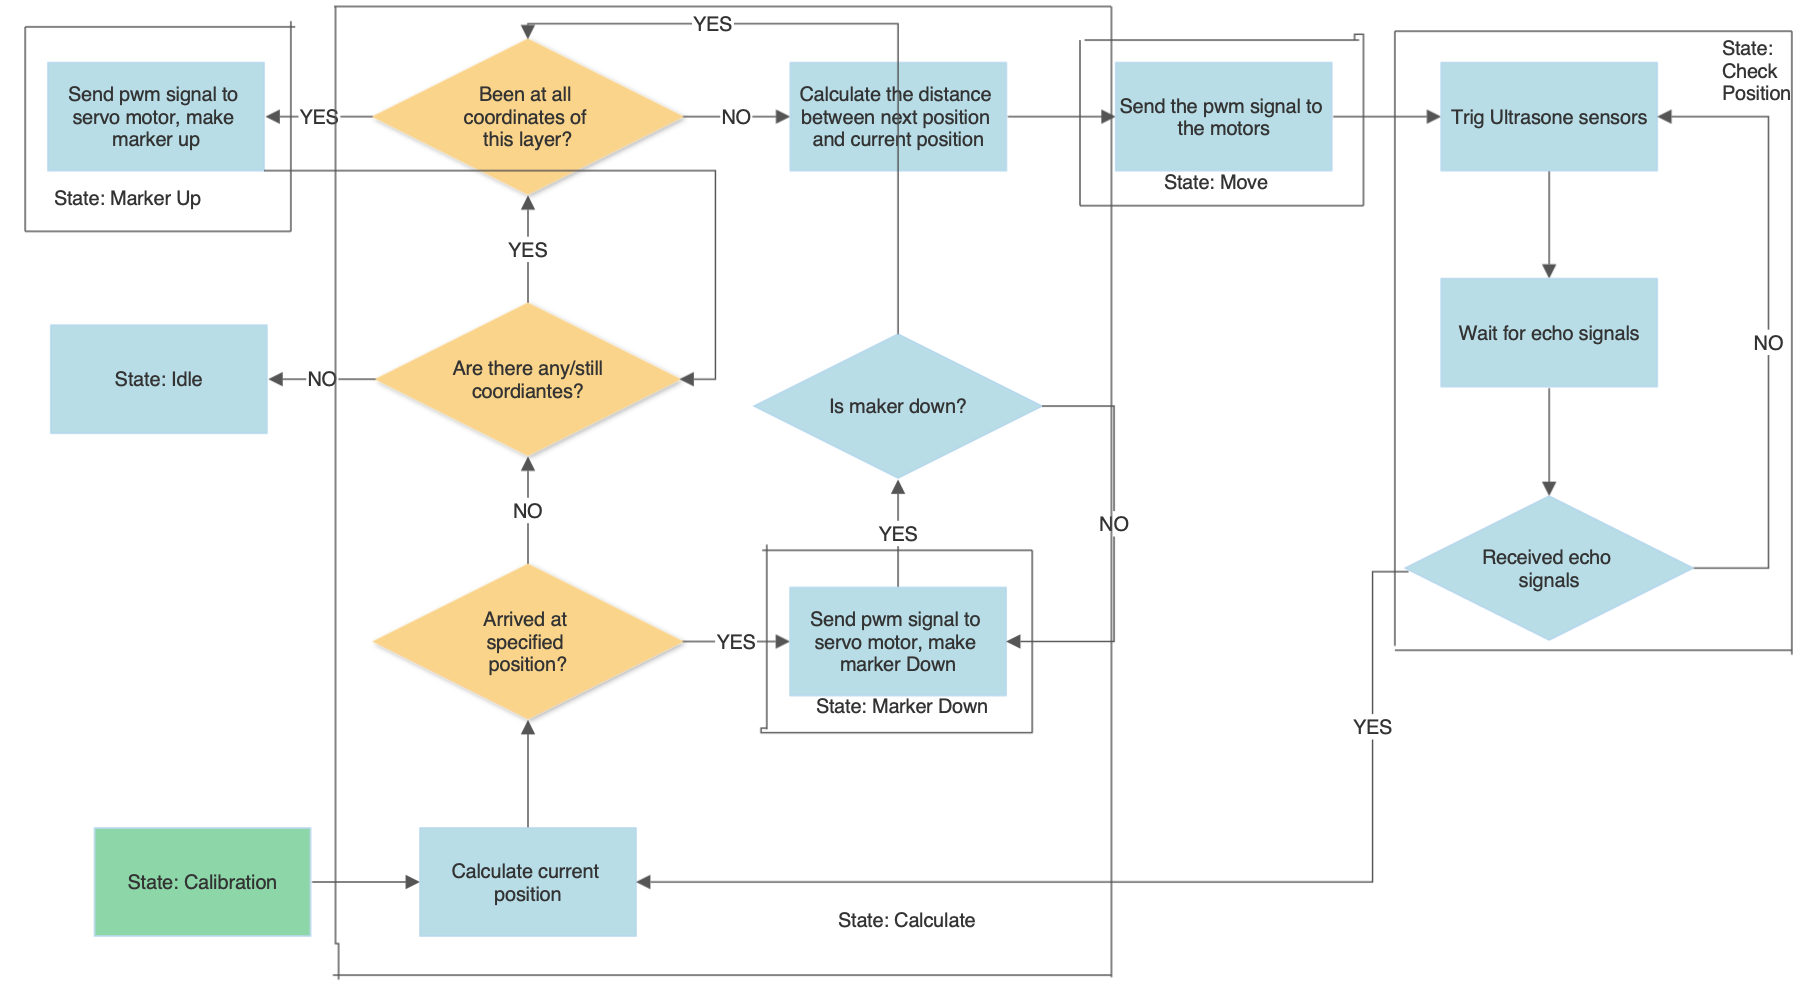 YES
State:
Check
Position
Send pwm signal to
servo motor, make
marker up
YES
Been at all
coordinates of
this layer?
NO
Calculate the distance
between next position
and current position
Send the pwm signal to
the motors
Trig Ultrasone sensors
State: Marker Up
State: Move
YES
Wait for echo signals
NO
State: Idle
NO
Are there any/still
coordiantes?
Is maker down?
NO
YES
NO
Received echo
signals
Arrived at
specified
position?
YES
Send pwm signal to
servo motor, make
marker Down
State: Marker Down
YES
State: Calibration
Calculate current
position
State: Calculate